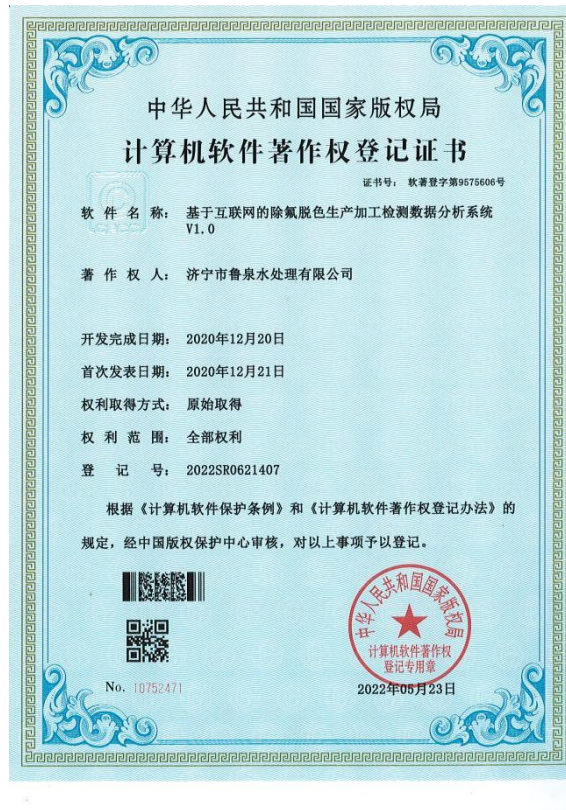 中华人民共和国国家版权局
计算机软件著作权登记证书
证书号： 软著登字第9575606号
软件名称： 基于互联网的除氟脱色生产加工检测数据分析系统
V1.0
著作权人： 济宁市鲁泉水处理有限公司
开发完成日期： 2020年12月20日
首次发表日期： 2020年12月21日
权利取得方式： 原始取得
权利范围： 全部权利
登记号： 2022SR0621407
根据《计算机软件保护条例》和《计算机软件著作权登记办法》的
规定，经中国版权保护中心审核，对以上事项予以登记。
中华人民共和国国家版权局
计算机软件著作权
登记专用章
No. 10752471
2022年05月23日